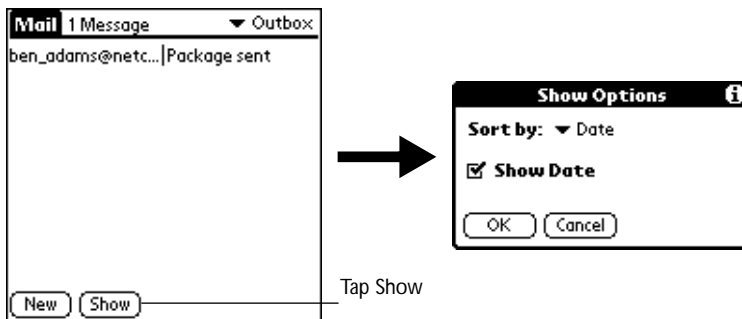 Mail 1 Message Outbox
ben_adams@netc... Package sent
New Show
Tap Show
Show Options i
Sort by: Date
Show Date
OK Cancel